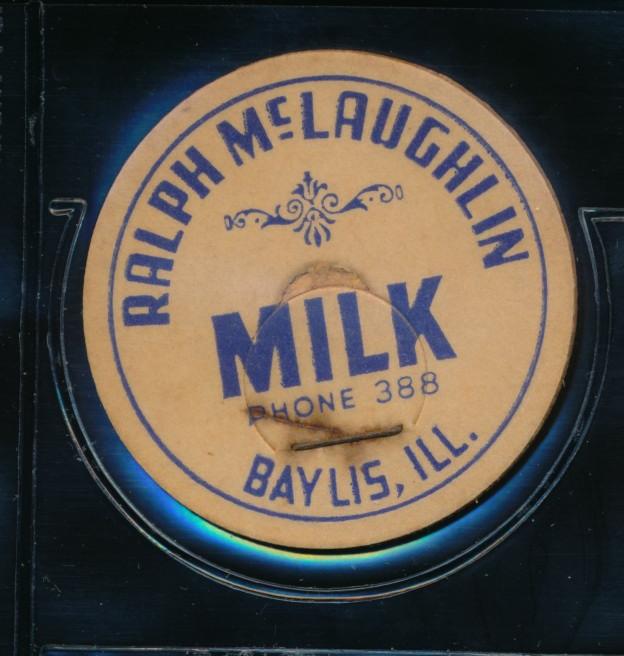 RALPH McLAUGHLIN
MILK
PHONE 388
BAYLIS, ILL.